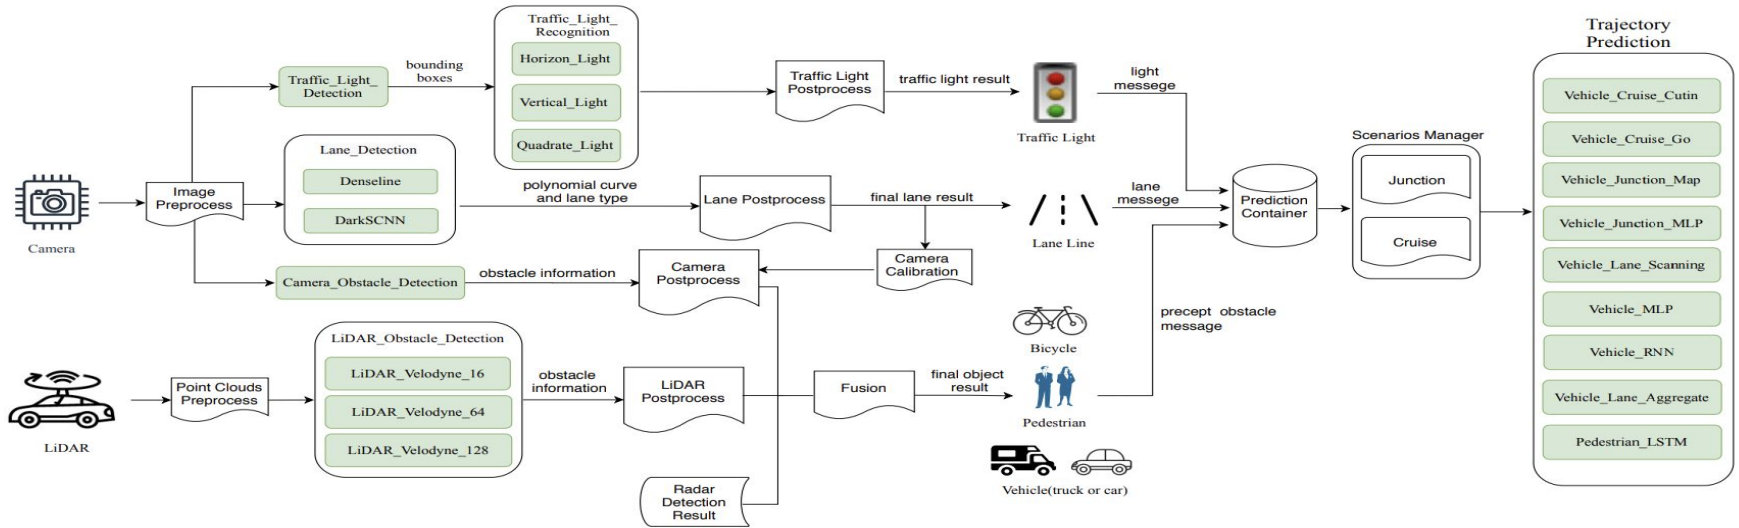 Traffic_Light_
Recognition
Horizon_Light
Vertical_Light
Quadrate_Light
Traffic_Light_
Detection
bounding
boxes
Traffic Light
Postprocess
traffic light result
Traffic Light
light
messege
Trajectory
Prediction
Vehicle_Cruise_Cutin
Vehicle_Cruise_Go
Vehicle_Junction_Map
Vehicle_Junction_MLP
Vehicle_Lane_Scanning
Vehicle_MLP
Vehicle_RNN
Vehicle_Lane_Aggregate
Pedestrian_LSTM
Camera
Image
Preprocess
Lane_Detection
Denseline
DarkSCNN
polynomial curve
and lane type
Lane Postprocess
final lane result
Lane Line
lane
messege
Prediction
Container
Scenarios Manager
Junction
Cruise
Camera_Obstacle_Detection
obstacle information
Camera
Postprocess
Camera
Calibration
LiDAR
Point Clouds
Preprocess
LiDAR_Obstacle_Detection
LiDAR_Velodyne_16
LiDAR_Velodyne_64
LiDAR_Velodyne_128
obstacle
information
LiDAR
Postprocess
Radar
Detection
Result
Fusion
final object
result
Bicycle
Pedestrian
Vehicle(truck or car)
precept obstacle
message